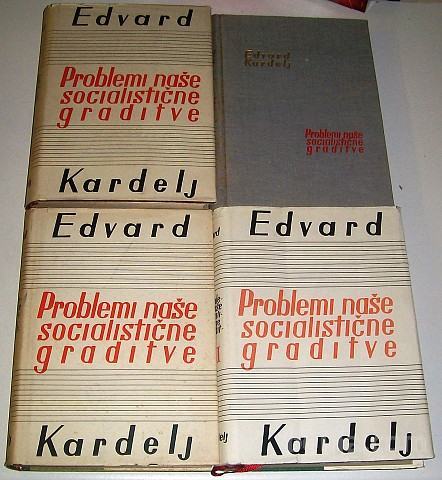 Edvard
Problemi naše
socialistične
graditve
Kardelj
Edvard
Kardelj
Problemi naše
socialistične
graditve
Edvard
Problemi naše
socialistične
graditve
Kardelj
Edvard
Problemi naše
socialistične
graditve
Kardelj